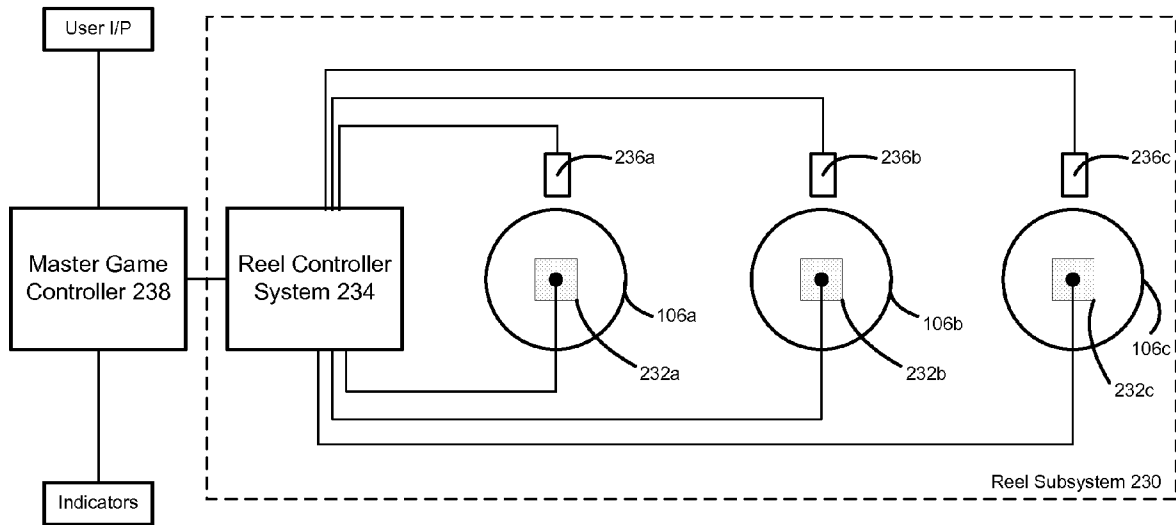 User I/P
236a
236b
236c
Master Game
Controller 238
Reel Controller
System 234
106a
106b
106c
232a
232b
232c
Reel Subsystem 230
Indicators